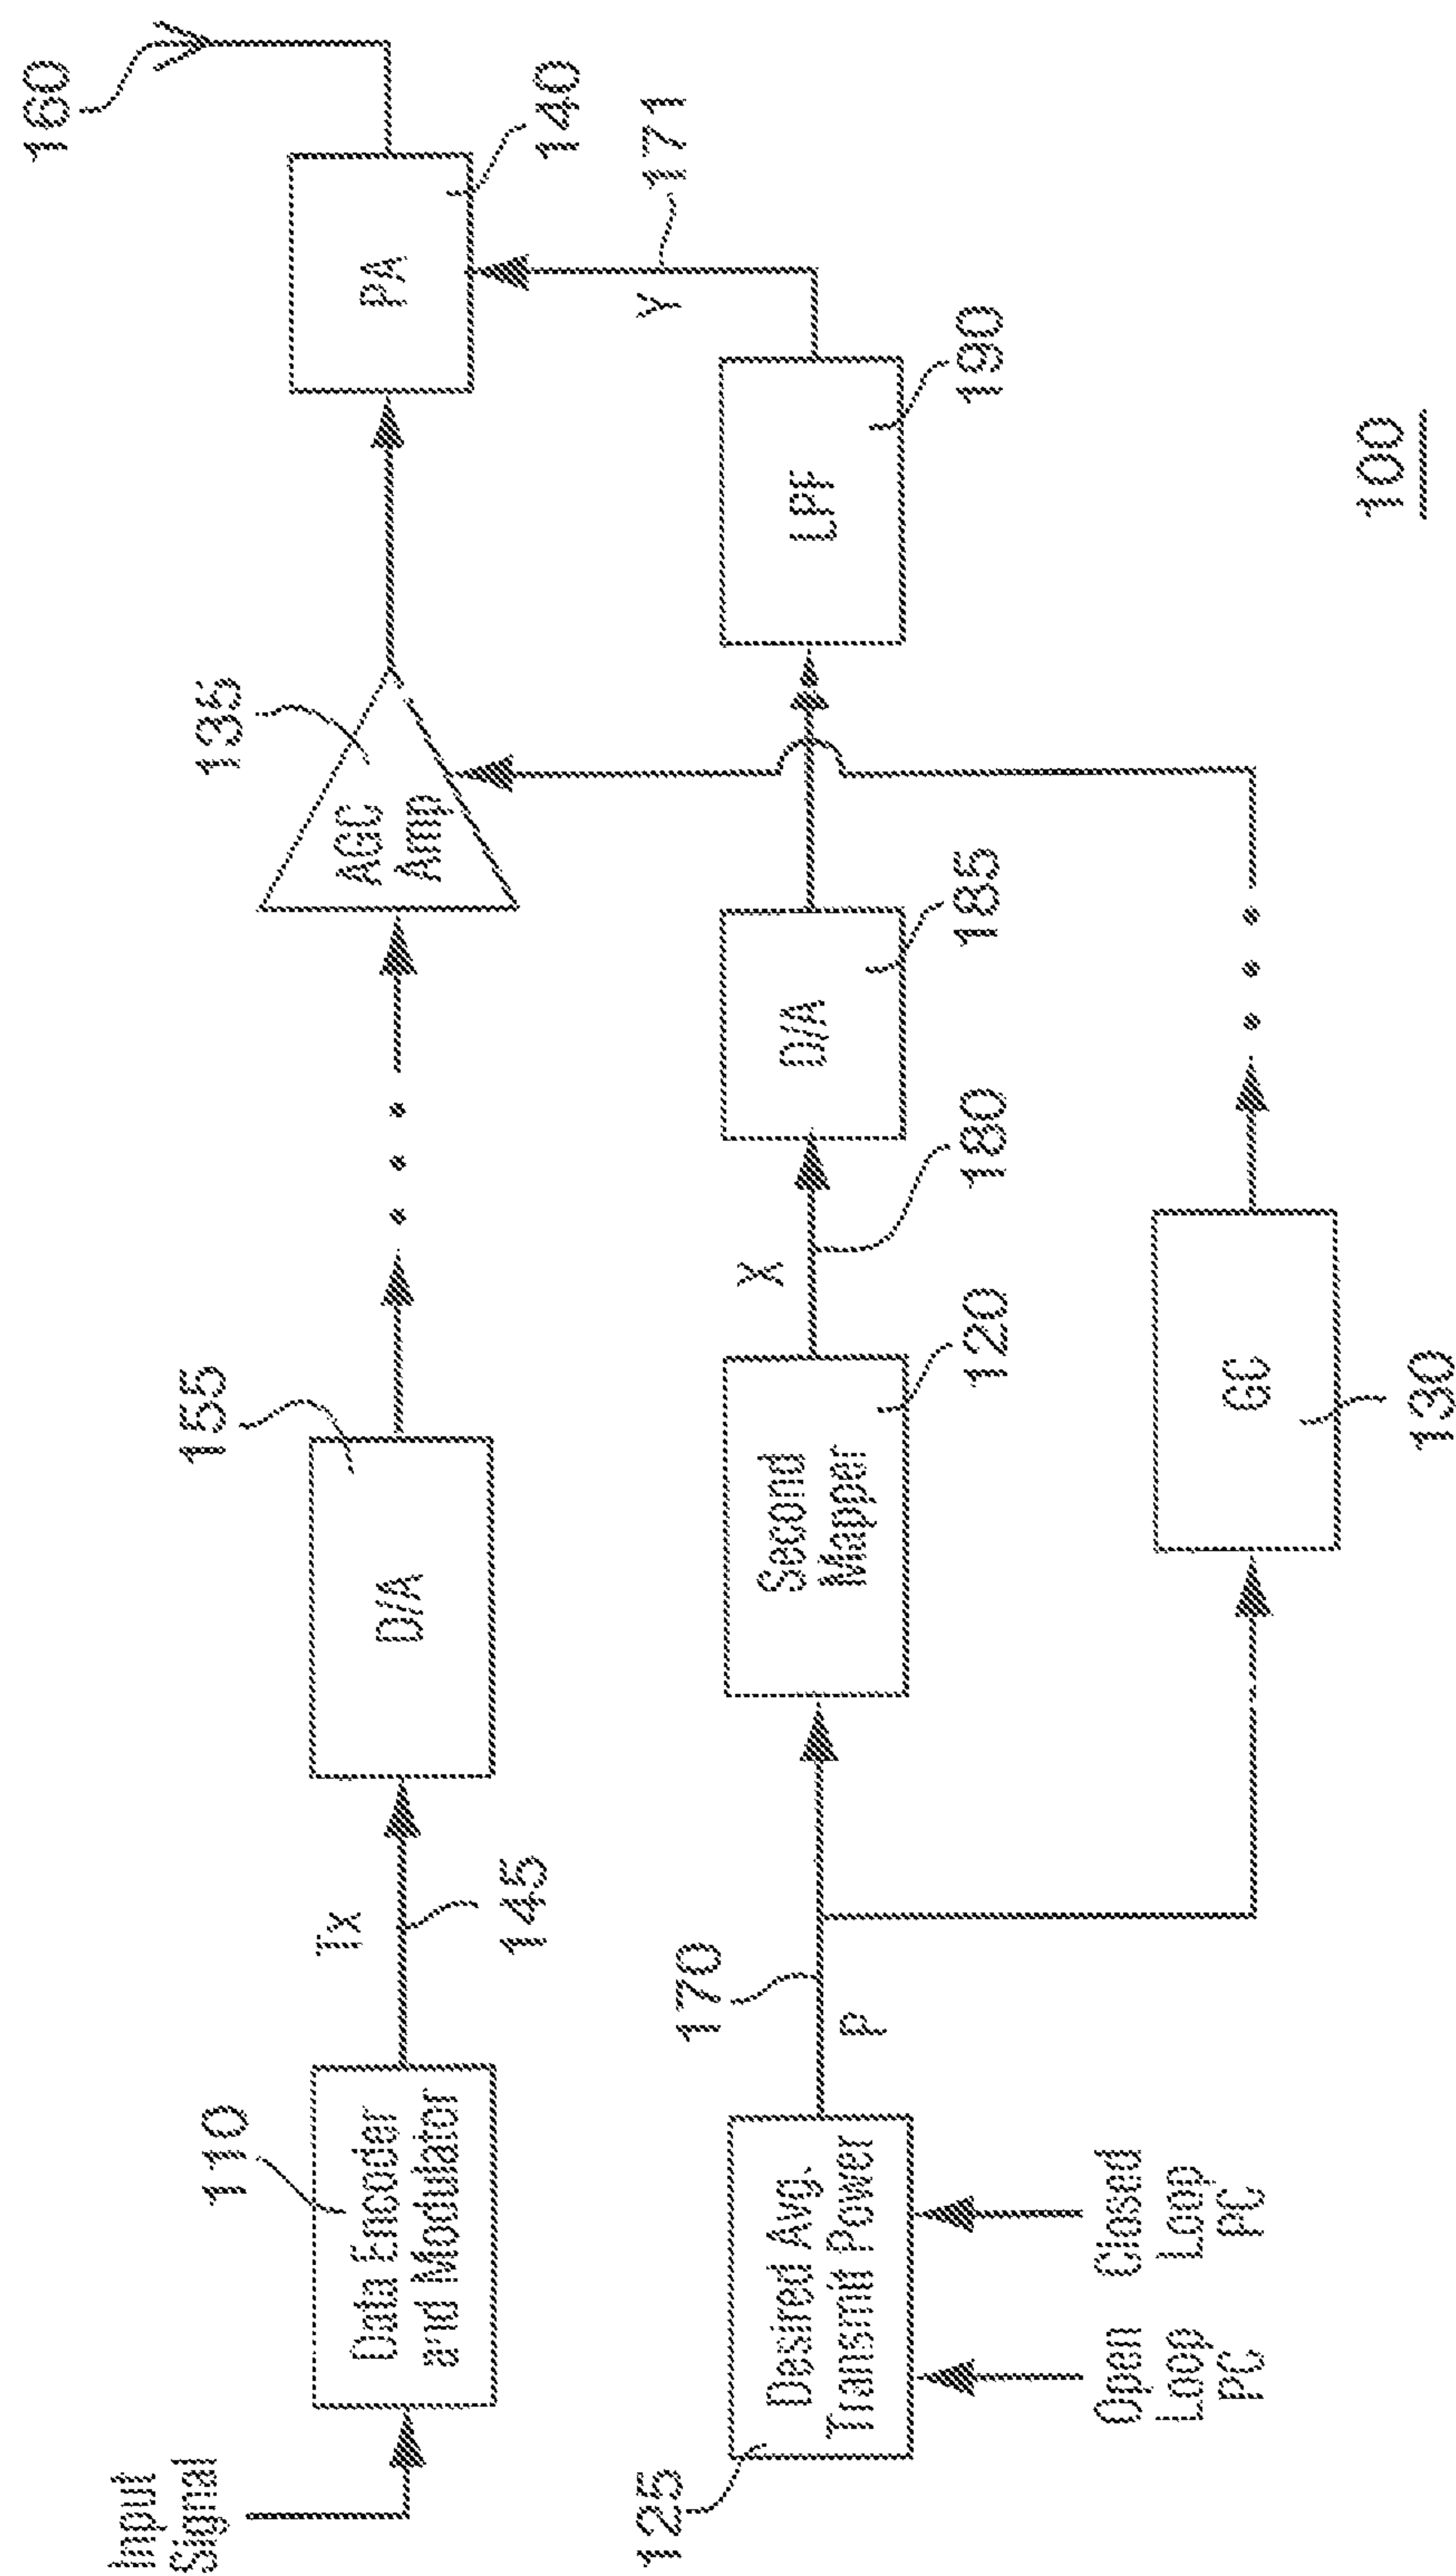 Input
Signal
110
Data Encoder
and Modulator
Tx
145
155
D/A
135
AGC
Amp
PA
140
160
125
Desired Avg.
Transmit Power
Open
Loop
PC
Closed
Loop
PC
170
P
Second
Mapper
120
X
180
D/A
185
LPF
190
Y
171
GC
130
100